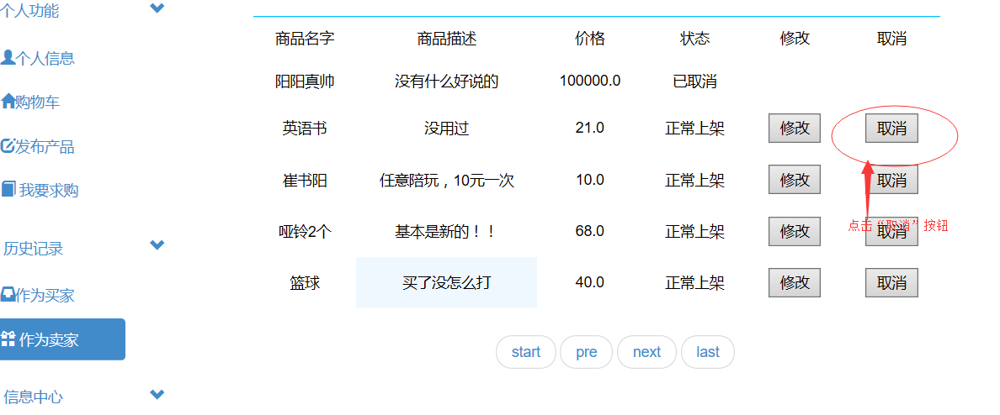 个人功能
个人信息
购物车
发布产品
我要求购
历史记录
作为买家
作为卖家
信息中心
商品名字 商品描述 价格 状态 修改 取消
阳阳真帅 没有什么好说的 100000.0 已取消
英语书 没用过 21.0 正常上架 修改 取消
崔书阳 任意陪玩，10元一次 10.0 正常上架 修改 取消
哑铃2个 基本是新的！！ 68.0 正常上架 修改 取消
点击“取消”按钮
篮球 买了没怎么打 40.0 正常上架 修改 取消
start pre next last